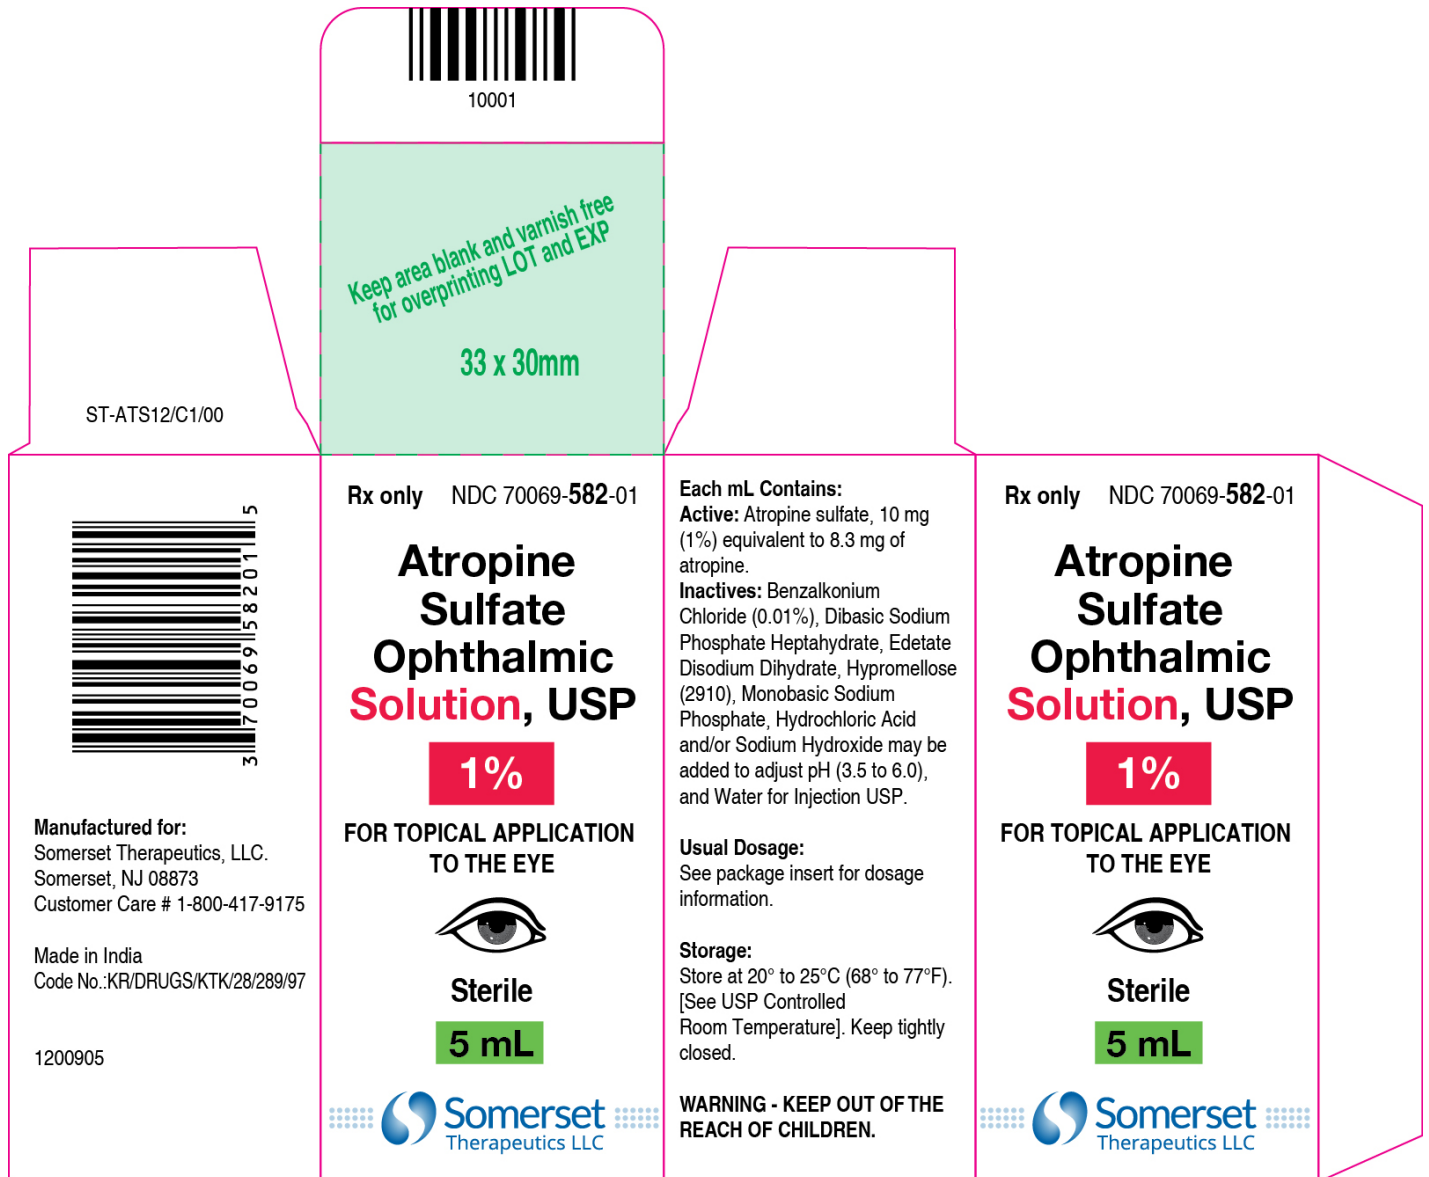 10001
Keep area blank and varnish free
for overprinting LOT and EXP
33 x 30mm
ST-ATS12/C1/00
3 70069 58201 5
Manufactured for:
Somerset Therapeutics, LLC.
Somerset, NJ 08873
Customer Care # 1-800-417-9175
Made in India
Code No.:KR/DRUGS/KTK/28/289/97
1200905
Rx only NDC 70069-582-01
Atropine
Sulfate
Ophthalmic
Solution, USP
1%
FOR TOPICAL APPLICATION
TO THE EYE
Sterile
5 mL
Somerset
Therapeutics LLC
Each mL Contains:
Active: Atropine sulfate, 10 mg
(1%) equivalent to 8.3 mg of
atropine.
Inactives: Benzalkonium
Chloride (0.01%), Dibasic Sodium
Phosphate Heptahydrate, Edetate
Disodium Dihydrate, Hypromellose
(2910), Monobasic Sodium
Phosphate, Hydrochloric Acid
and/or Sodium Hydroxide may be
added to adjust pH (3.5 to 6.0),
and Water for Injection USP.
Usual Dosage:
See package insert for dosage
information.
Storage:
Store at 20° to 25°C (68° to 77°F).
[See USP Controlled
Room Temperature]. Keep tightly
closed.
WARNING - KEEP OUT OF THE
REACH OF CHILDREN.
Rx only NDC 70069-582-01
Atropine
Sulfate
Ophthalmic
Solution, USP
1%
FOR TOPICAL APPLICATION
TO THE EYE
Sterile
5 mL
Somerset
Therapeutics LLC